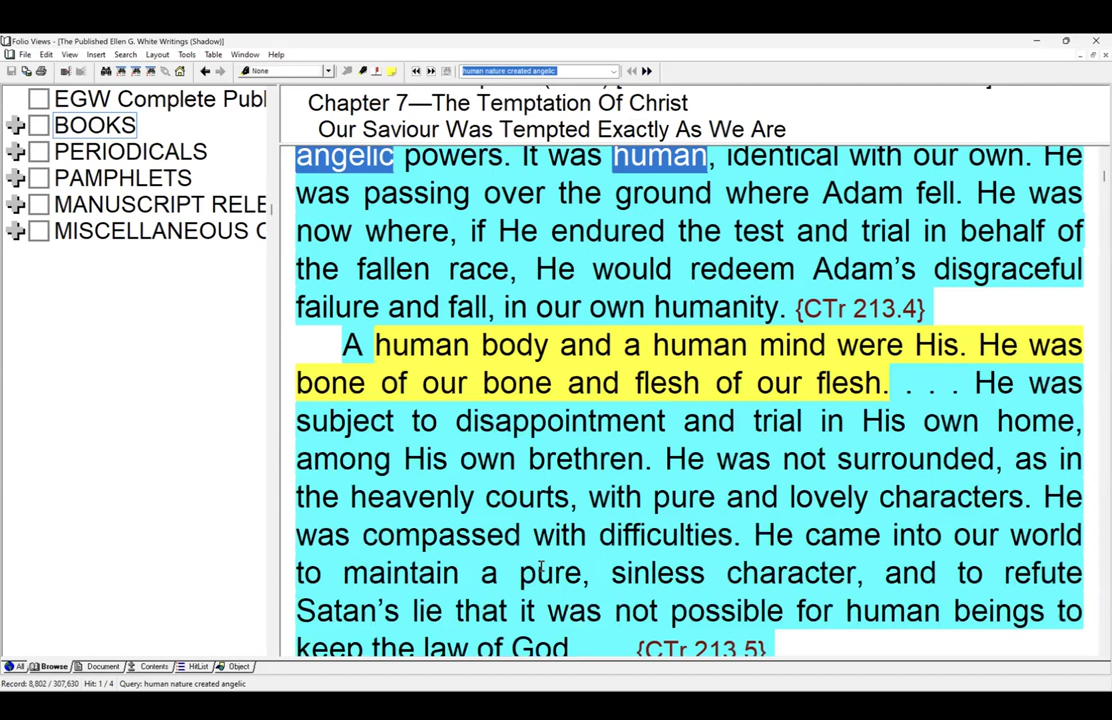 Folio Views - [The Published Ellen G. White Writings (Shadow)]
File Edit View Insert Search Layout Tools Table Window Help
None
human nature created angelic
EGW Complete Publ
BOOKS
PERIODICALS
PAMPHLETS
MANUSCRIPT RELE
MISCELLANEOUS C
Chapter 7—The Temptation Of Christ
Our Saviour Was Tempted Exactly As We Are
angelic powers. It was human, identical with our own. He
was passing over the ground where Adam fell. He was
now where, if He endured the test and trial in behalf of
the fallen race, He would redeem Adam’s disgraceful
failure and fall, in our own humanity. {CTr 213.4}
A human body and a human mind were His. He was
bone of our bone and flesh of our flesh. . . . He was
subject to disappointment and trial in His own home,
among His own brethren. He was not surrounded, as in
the heavenly courts, with pure and lovely characters. He
was compassed with difficulties. He came into our world
to maintain a pure, sinless character, and to refute
Satan’s lie that it was not possible for human beings to
keep the law of God {CTr 213.5}
All Browse Document Contents HitList Object
Record: 8,802 / 307,630 Hit: 1 / 4 Query: human nature created angelic